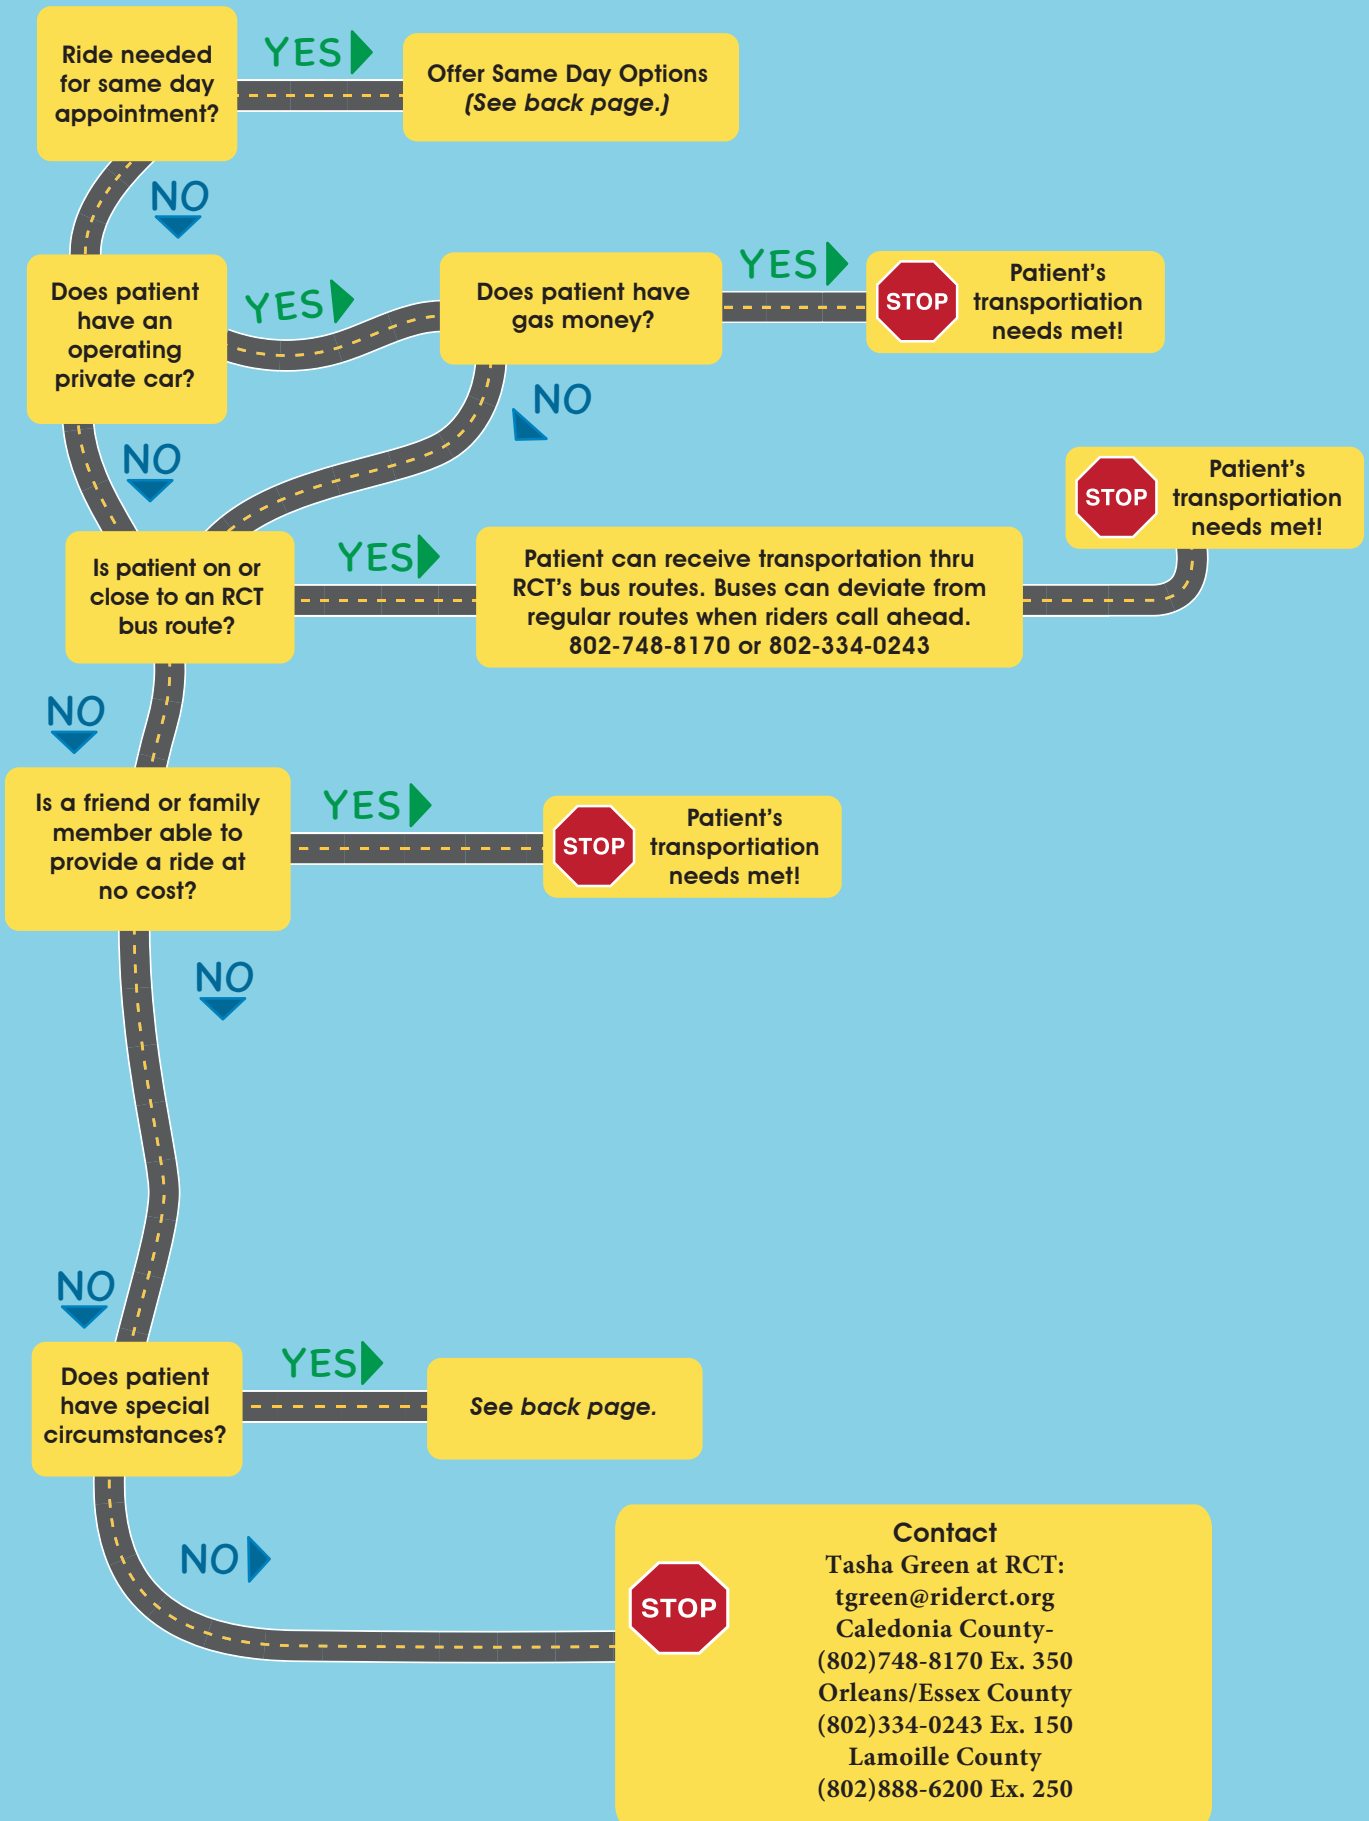 Ride needed
for same day
appointment?
YES
Offer Same Day Options
(See back page.)
NO
Does patient
have an
operating
private car?
YES
Does patient have
gas money?
YES
STOP
Patient's
transportiation
needs met!
NO
NO
Is patient on or
close to an RCT
bus route?
YES
Patient can receive transportation thru
RCT's bus routes. Buses can deviate from
regular routes when riders call ahead.
802-748-8170 or 802-334-0243
STOP
Patient's
transportiation
needs met!
NO
Is a friend or family
member able to
provide a ride at
no cost?
YES
STOP
Patient's
transportiation
needs met!
NO
NO
Does patient
have special
circumstances?
YES
See back page.
NO
STOP
Contact
Tasha Green at RCT:
tgreen@riderct.org
Caledonia County-
(802)748-8170 Ex. 350
Orleans/Essex County
(802)334-0243 Ex. 150
Lamoille County
(802)888-6200 Ex. 250